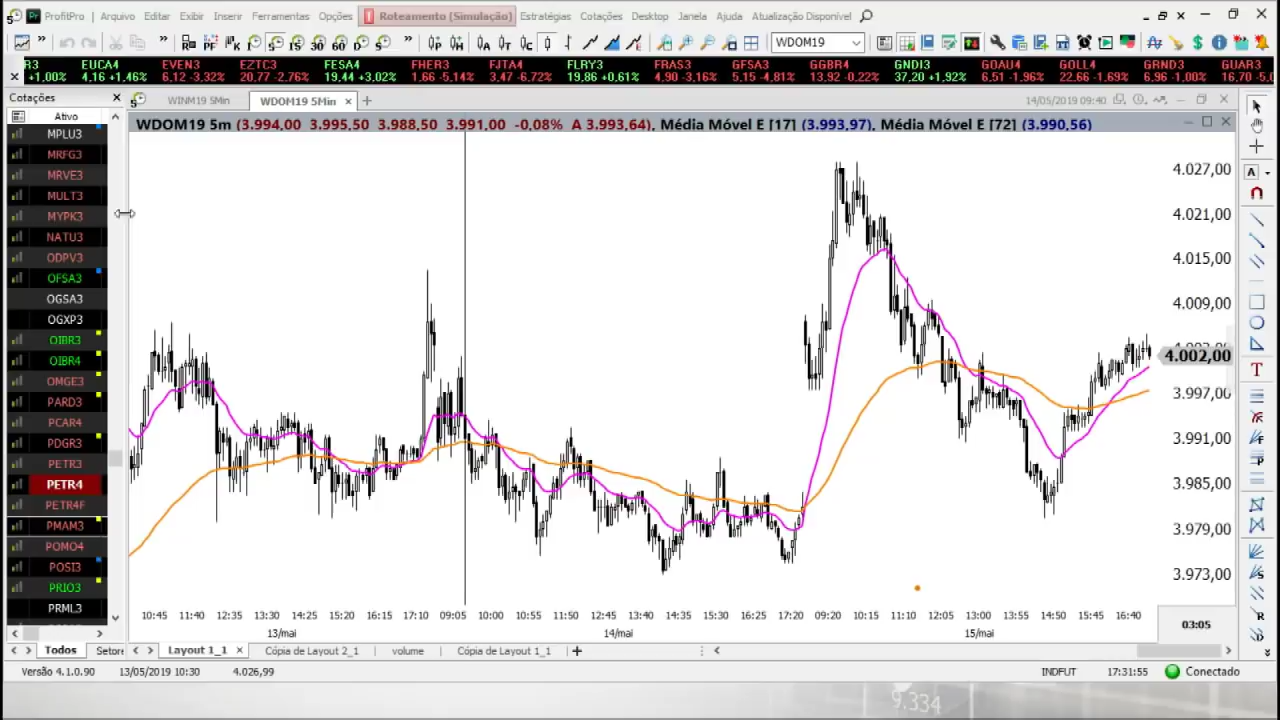 ProfitPro Arquivo Editar Exibir Inserir Ferramentas Opções Roteamento (Simulação) Estratégias Cotações Desktop Janela Ajuda Atualização Disponível
5 15 30 60 D S WDOM19
R3 EUCA4 EVEN3 EZTC3 FESA4 FHER3 FJTA4 FLRY3 FRAS3 GFSA3 GGBR4 GNDI3 GOAU4 GOLL4 GRND3 GUAR3
+1,00% 4,16 +1,46% 6,12 -3,32% 20,77 -2,76% 19,44 +3,02% 1,66 -5,14% 3,47 -6,72% 19,86 +0,61% 4,90 -3,16% 5,15 -4,81% 13,92 -0,22% 37,20 +1,92% 6,51 -1,96% 22,66 -1,69% 6,96 -1,00% 16,70 -5,0
Cotações
WINM19 5Min
WDOM19 5Min
14/05/2019 09:40
Ativo
WDOM19 5m (3.994,00 3.995,50 3.988,50 3.991,00 -0,08% A 3.993,64), Média Móvel E [17] (3.993,97), Média Móvel E [72] (3.990,56)
MPLU3
MRFG3
MRVE3
MULT3
MYPK3
NATU3
ODPV3
OFSA3
OGSA3
OGXP3
OIBR3
OIBR4
OMGE3
PARD3
PCAR4
PDGR3
PETR3
PETR4
PETR4F
PMAM3
POMO4
POSI3
PRIO3
PRML3
4.027,00
4.021,00
4.015,00
4.009,00
4.002,00
3.997,00
3.991,00
3.985,00
3.979,00
3.973,00
10:45 11:40 12:35 13:30 14:25 15:20 16:15 17:10 09:05 10:00 10:55 11:50 12:45 13:40 14:35 15:30 16:25 17:20 09:20 10:15 11:10 12:05 13:00 13:55 14:50 15:45 16:40
13/mai 14/mai 15/mai
03:05
Todos Setore
Layout 1_1 Cópia de Layout 2_1 volume Cópia de Layout 1_1
Versão 4.1.0.90 13/05/2019 10:30 4.026,99 INDFUT 17:31:55 Conectado
9.334